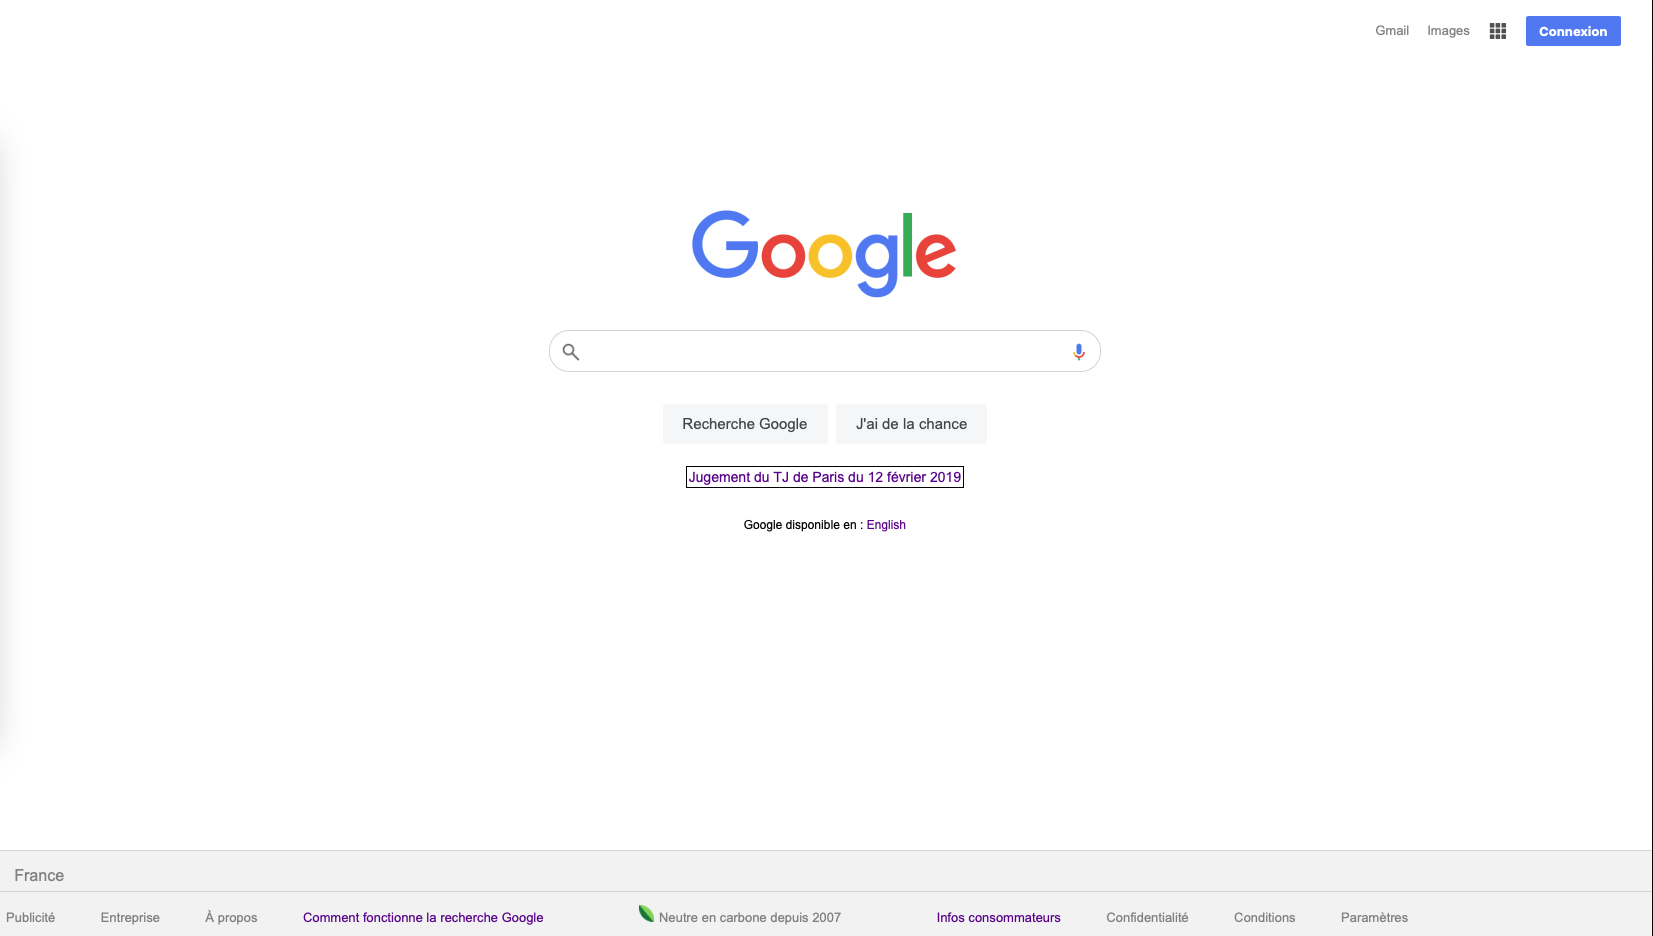 Gmail Images Connexion
Google
Recherche Google J'ai de la chance
Jugement du TJ de Paris du 12 février 2019
Google disponible en : English
France
Publicité Entreprise À propos Comment fonctionne la recherche Google Neutre en carbone depuis 2007 Infos consommateurs Confidentialité Conditions Paramètres